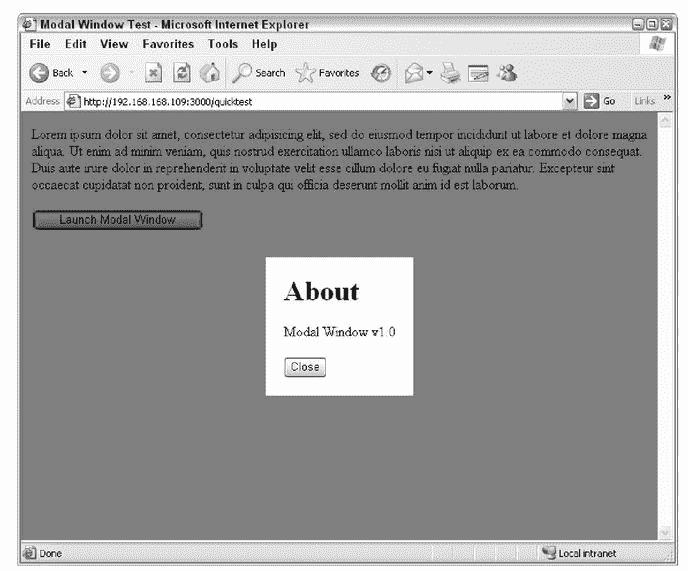 Modal Window Test - Microsoft Internet Explorer
File Edit View Favorites Tools Help
Back Search Favorites
Address http://192.168.168.109:3000/quicktest Go Links »
Lorem ipsum dolor sit amet, consectetur adipisicing elit, sed do eiusmod tempor incididunt ut labore et dolore magna
aliqua. Ut enim ad minim veniam, quis nostrud exercitation ullamco laboris nisi ut aliquip ex ea commodo consequat.
Duis aute irure dolor in reprehenderit in voluptate velit esse cillum dolore eu fugiat nulla pariatur. Excepteur sint
occaecat cupidatat non proident, sunt in culpa qui officia deserunt mollit anim id est laborum.
Launch Modal Window
About
Modal Window v1.0
Close
Done Local intranet